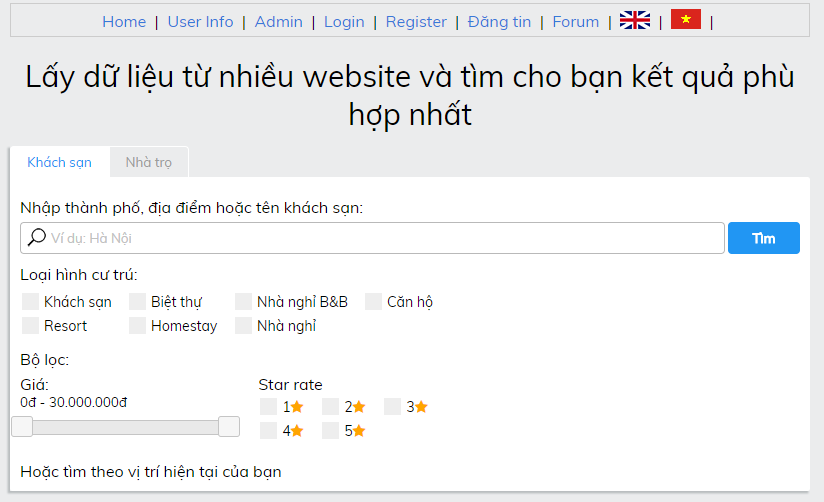 Home | User Info | Admin | Login | Register | Đăng tin | Forum | | |
Lấy dữ liệu từ nhiều website và tìm cho bạn kết quả phù
hợp nhất
Khách sạn Nhà trọ
Nhập thành phố, địa điểm hoặc tên khách sạn:
Ví dụ: Hà Nội Tìm
Loại hình cư trú:
Khách sạn Biệt thự Nhà nghỉ B&B Căn hộ
Resort Homestay Nhà nghỉ
Bộ lọc:
Giá: Star rate
0đ - 30.000.000đ
1 2 3
4 5
Hoặc tìm theo vị trí hiện tại của bạn